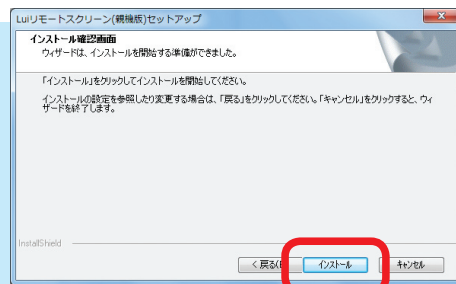 Luiリモートスクリーン(親機版)セットアップ
インストール確認画面
ウィザードは、インストールを開始する準備ができました。
「インストール」をクリックしてインストールを開始してください。
インストールの設定を参照したり変更する場合は、「戻る」をクリックしてください。「キャンセル」をクリックすると、ウィ
ザードを終了します。
InstallShield
< 戻る(
インストール
キャンセル